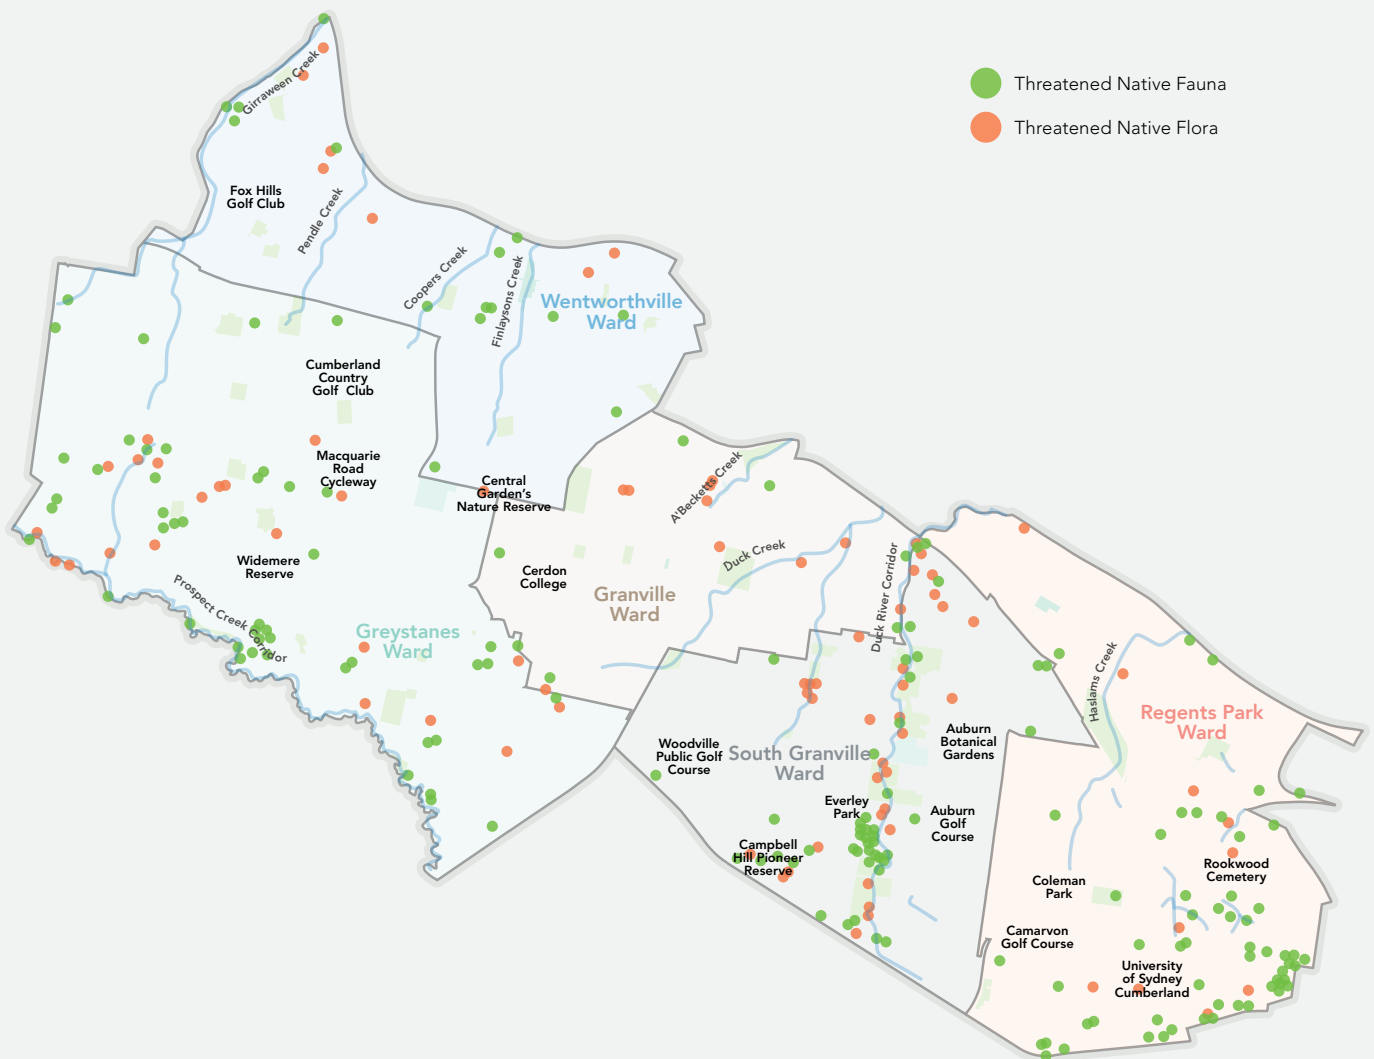 Threatened Native Fauna
Threatened Native Flora
Girraween Creek
Fox Hills
Golf Club
Pendle Creek
Coopers Creek
Finlaysons Creek
Wentworthville
Ward
Cumberland
Country
Golf Club
Macquarie
Road
Cycleway
Central
Garden's
Nature Reserve
A'Becketts Creek
Widemere
Reserve
Cerdon
College
Duck Creek
Granville
Ward
Duck River Corridor
Prospect Creek Corridor
Greystanes
Ward
Haslams Creek
Regents Park
Ward
Woodville
Public Golf
Course
South Granville
Ward
Auburn
Botanical
Gardens
Everley
Park
Auburn
Golf
Course
Campbell
Hill Pioneer
Reserve
Rookwood
Cemetery
Coleman
Park
Camarvon
Golf Course
University
of Sydney
Cumberland